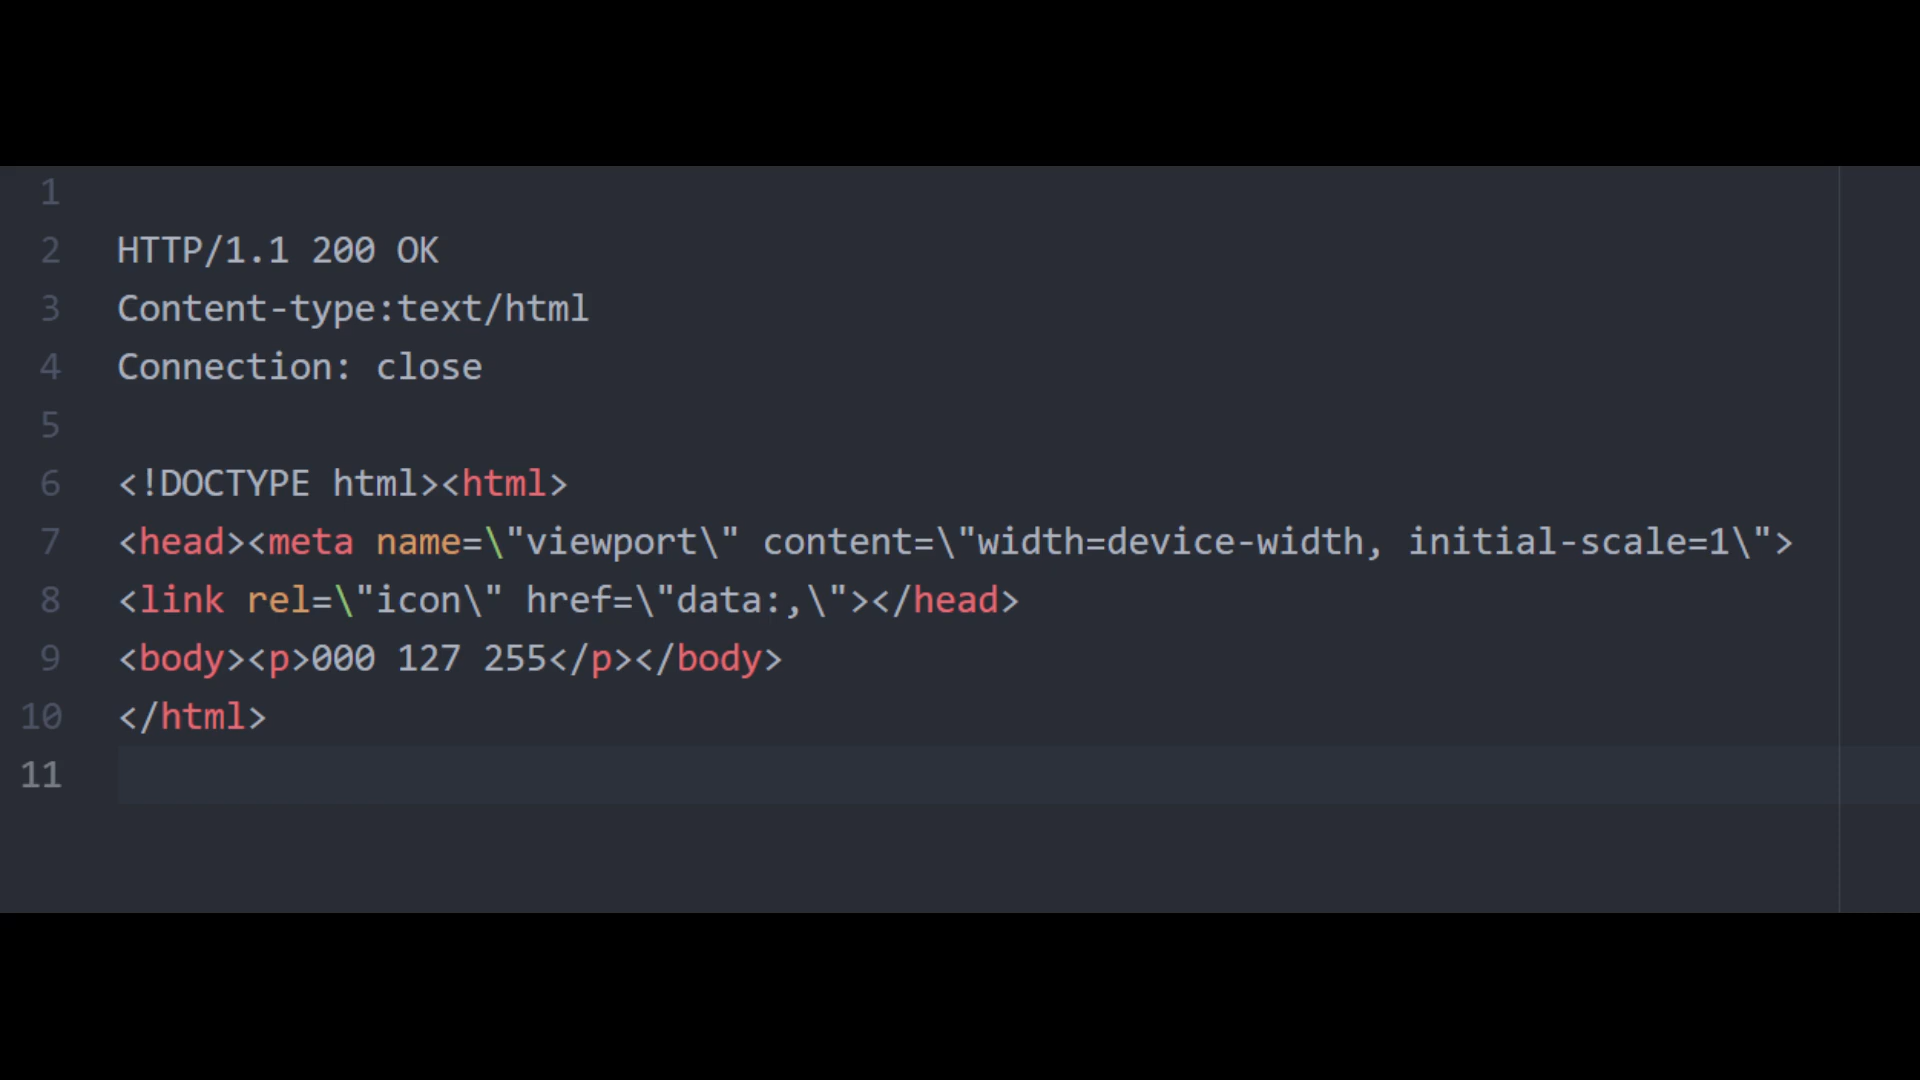 1
2 HTTP/1.1 200 OK
3 Content-type:text/html
4 Connection: close
5
6 <!DOCTYPE html><html>
7 <head><meta name=\"viewport\" content=\"width=device-width, initial-scale=1\">
8 <link rel=\"icon\" href=\"data:,\"></head>
9 <body><p>000 127 255</p></body>
10 </html>
11